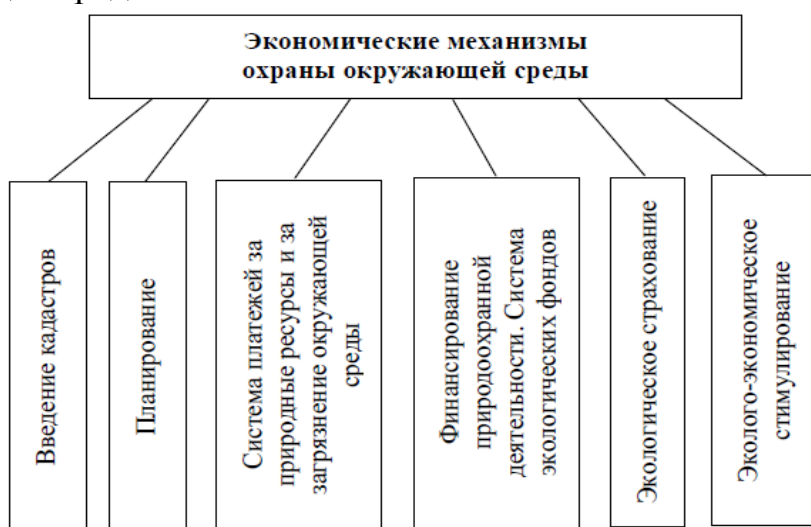 Экономические механизмы
охраны окружающей среды
Введение кадастров
Планирование
Система платежей за
природные ресурсы и за
загрязнение окружающей
среды
Финансирование
природоохранной
деятельности. Система
экологических фондов
Экологическое страхование
Эколого-экономическое
стимулирование